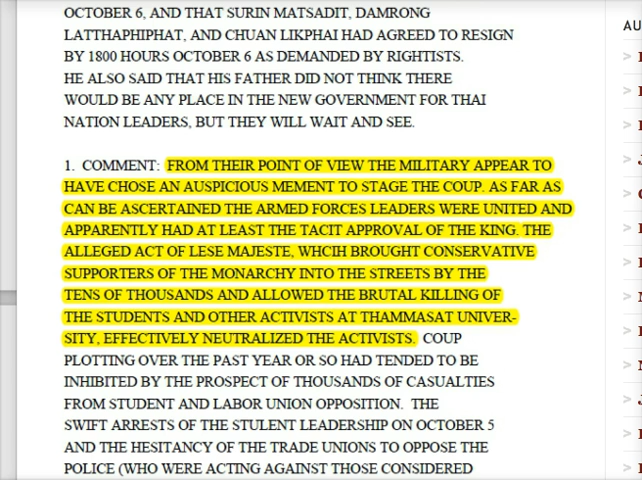 OCTOBER 6, AND THAT SURIN MATSADIT, DAMRONG
LATTHAPHIPHAT, AND CHUAN LIKPHAI HAD AGREED TO RESIGN
BY 1800 HOURS OCTOBER 6 AS DEMANDED BY RIGHTISTS.
HE ALSO SAID THAT HIS FATHER DID NOT THINK THERE
WOULD BE ANY PLACE IN THE NEW GOVERNMENT FOR THAI
NATION LEADERS, BUT THEY WILL WAIT AND SEE.
1. COMMENT: FROM THEIR POINT OF VIEW THE MILITARY APPEAR TO
HAVE CHOSE AN AUSPICIOUS MEMENT TO STAGE THE COUP. AS FAR AS
CAN BE ASCERTAINED THE ARMED FORCES LEADERS WERE UNITED AND
APPARENTLY HAD AT LEAST THE TACIT APPROVAL OF THE KING. THE
ALLEGED ACT OF LESE MAJESTE, WHCIH BROUGHT CONSERVATIVE
SUPPORTERS OF THE MONARCHY INTO THE STREETS BY THE
TENS OF THOUSANDS AND ALLOWED THE BRUTAL KILLING OF
THE STUDENTS AND OTHER ACTIVISTS AT THAMMASAT UNIVER-
SITY, EFFECTIVELY NEUTRALIZED THE ACTIVISTS. COUP
PLOTTING OVER THE PAST YEAR OR SO HAD TENDED TO BE
INHIBITED BY THE PROSPECT OF THOUSANDS OF CASUALTIES
FROM STUDENT AND LABOR UNION OPPOSITION. THE
SWIFT ARRESTS OF THE STULENT LEADERSHIP ON OCTOBER 5
AND THE HESITANCY OF THE TRADE UNIONS TO OPPOSE THE
POLICE (WHO WERE ACTING AGAINST THOSE CONSIDERED
AU